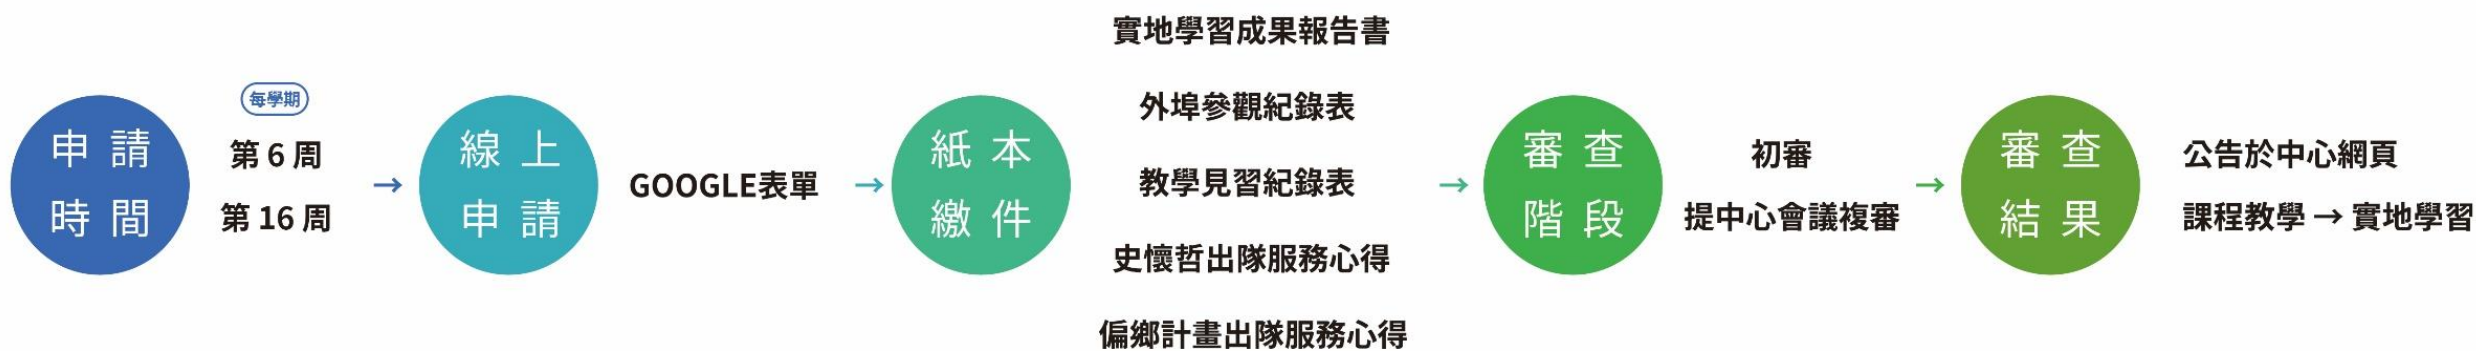 申請
時間
每學期
第 6 周
第 16 周
→
線上
申請
GOOGLE表單
→
紙本
繳件
實地學習成果報告書
外埠參觀紀錄表
教學見習紀錄表
史懷哲出隊服務心得
偏鄉計畫出隊服務心得
→
審查
階段
初審
提中心會議複審
→
審查
結果
公告於中心網頁
課程教學 → 實地學習